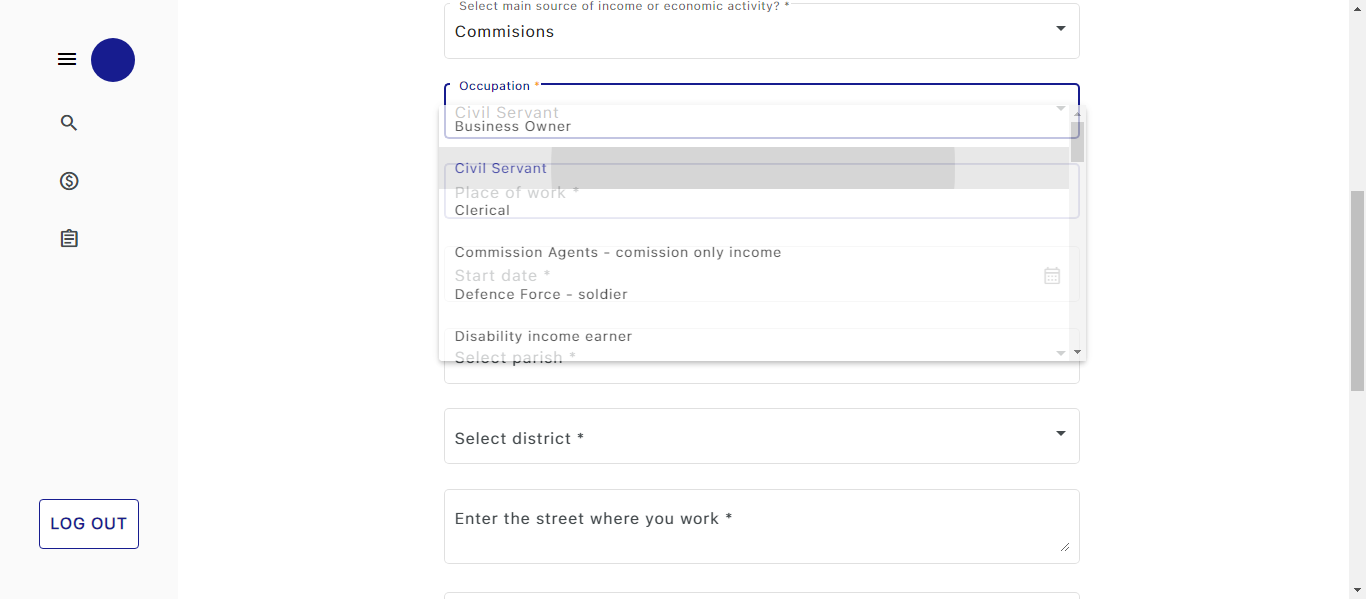 Select main source of income or economic activity? *
Commisions
Occupation *
Civil Servant
Business Owner
Civil Servant
Place of work *
Clerical
Commission Agents - comission only income
Start date *
Defence Force - soldier
Disability income earner
Select parish *
Select district *
Enter the street where you work *
LOG OUT